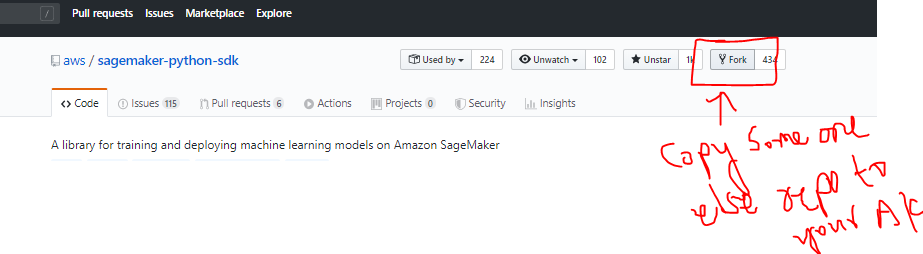 / Pull requests Issues Marketplace Explore
aws / sagemaker-python-sdk Used by 224 Unwatch 102 Unstar 1k Fork 434
Code Issues 115 Pull requests 6 Actions Projects 0 Security Insights
A library for training and deploying machine learning models on Amazon SageMaker
Copy Some one
else repo to
your A/c